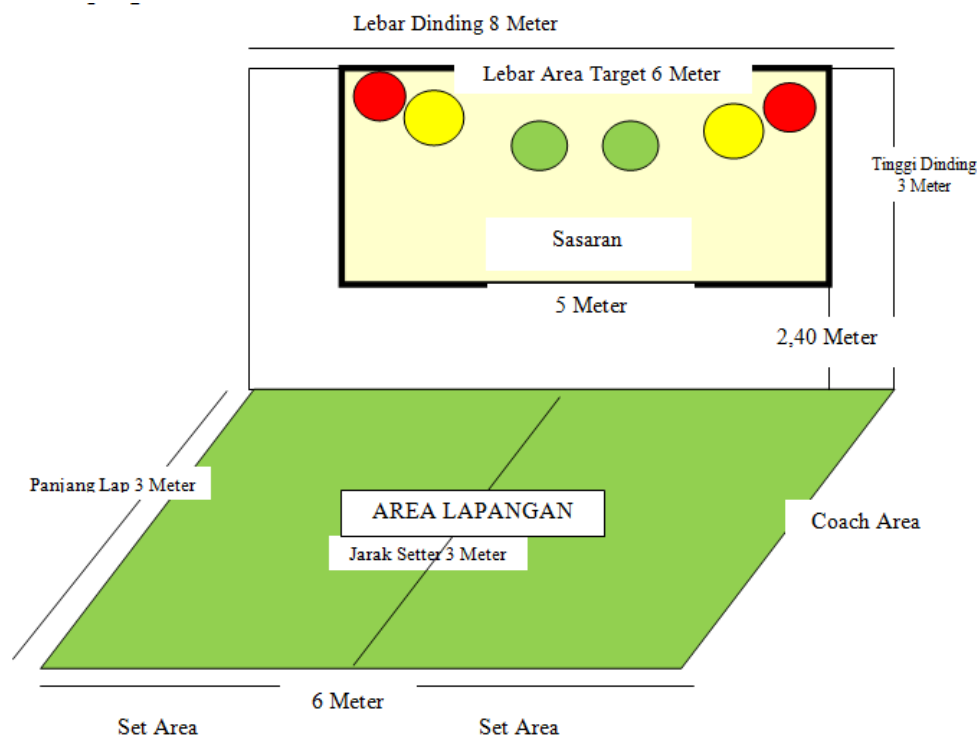 Lebar Dinding 8 Meter
Lebar Area Target 6 Meter
Tinggi Dinding
3 Meter
Sasaran
5 Meter
2,40 Meter
Panjang Lap 3 Meter
AREA LAPANGAN
Coach Area
Jarak Setter 3 Meter
6 Meter
Set Area
Set Area